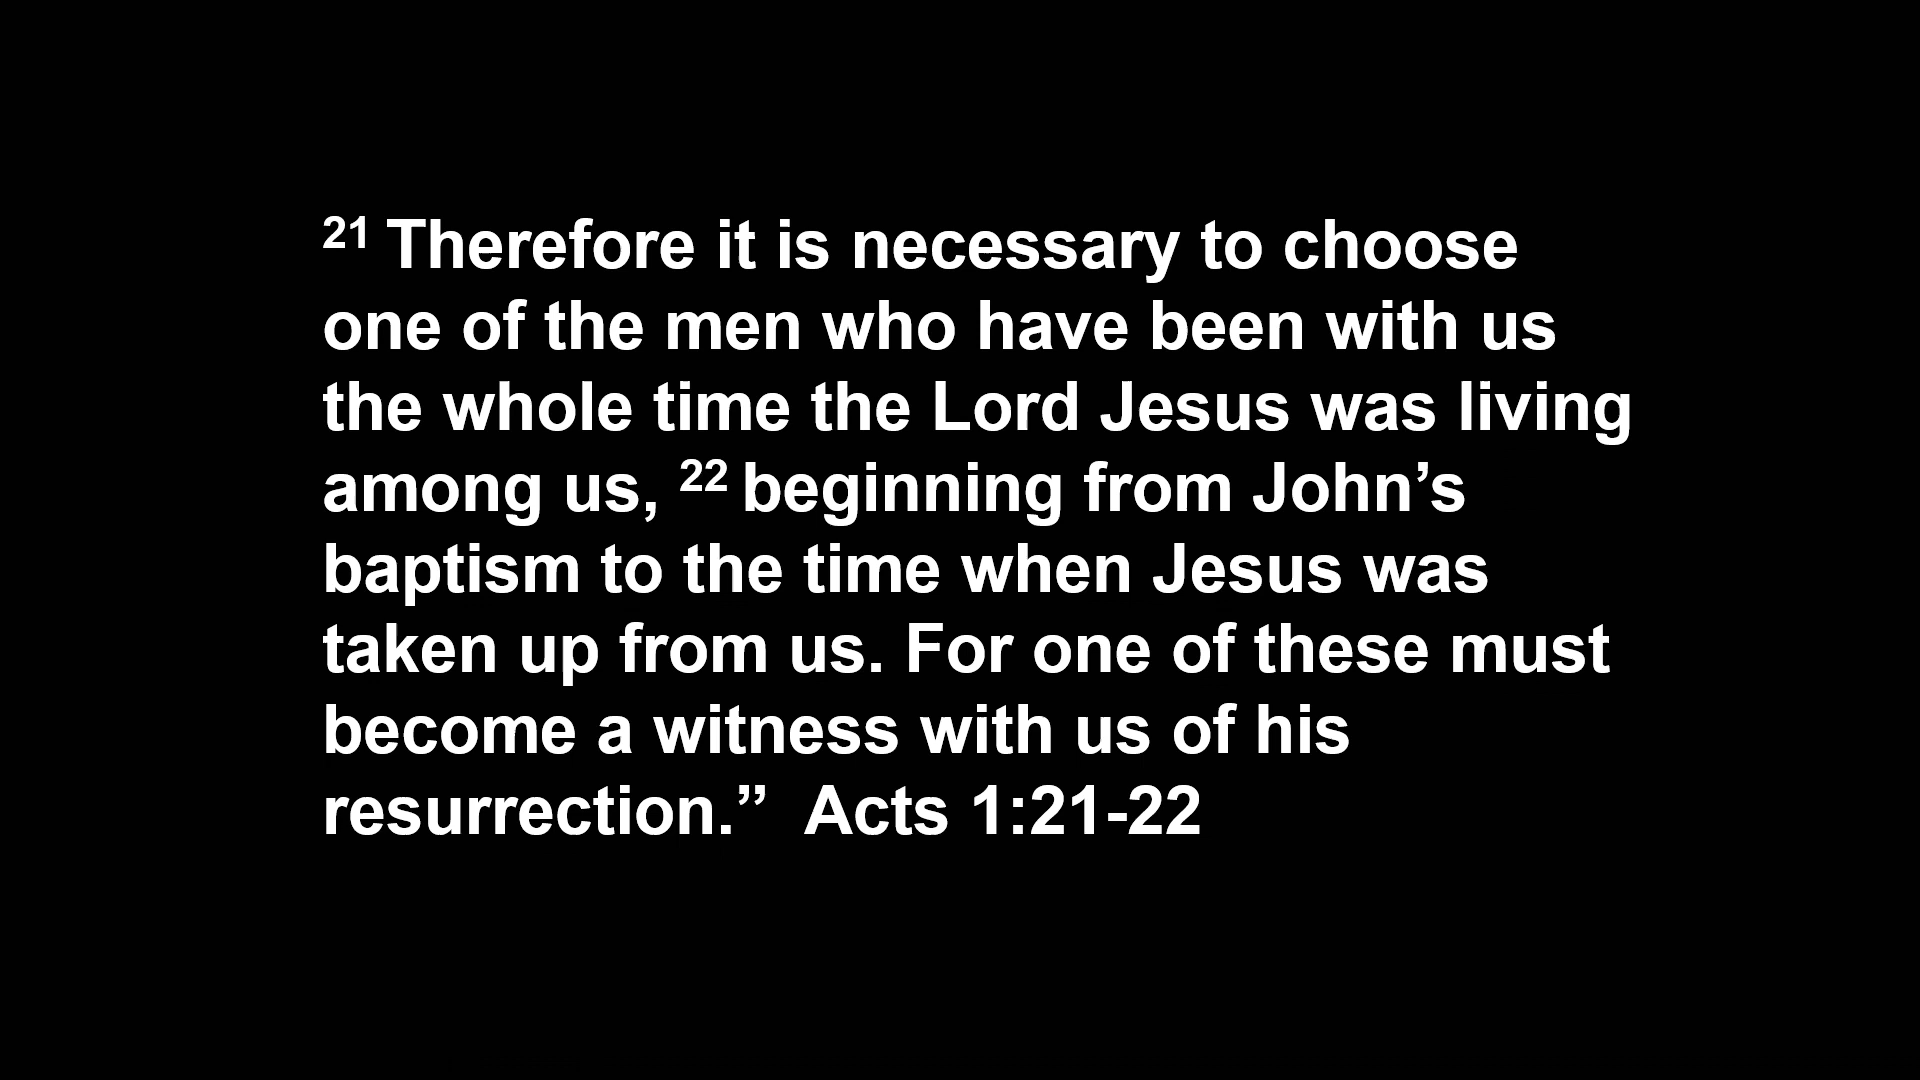 21 Therefore it is necessary to choose
one of the men who have been with us
the whole time the Lord Jesus was living
among us, 22 beginning from John’s
baptism to the time when Jesus was
taken up from us. For one of these must
become a witness with us of his
resurrection.”  Acts 1:21-22